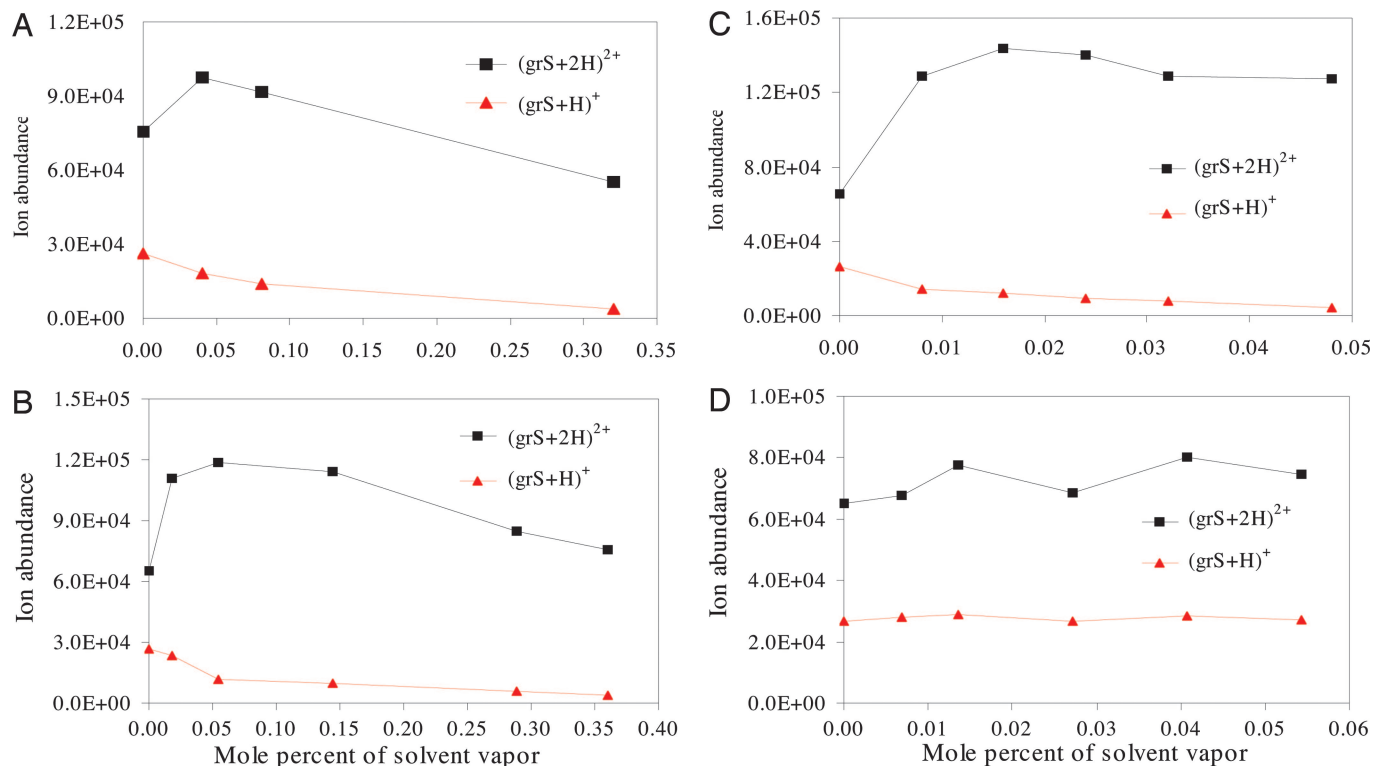 A
1.2E+05
9.0E+04
6.0E+04
3.0E+04
0.0E+00
Ion abundance
(grS+2H)²⁺
(grS+H)⁺
0.00 0.05 0.10 0.15 0.20 0.25 0.30 0.35
B
1.5E+05
1.2E+05
9.0E+04
6.0E+04
3.0E+04
0.0E+00
Ion abundance
(grS+2H)²⁺
(grS+H)⁺
0.00 0.05 0.10 0.15 0.20 0.25 0.30 0.35 0.40
Mole percent of solvent vapor
C
1.6E+05
1.2E+05
8.0E+04
4.0E+04
0.0E+00
Ion abundance
(grS+2H)²⁺
(grS+H)⁺
0.00 0.01 0.02 0.03 0.04 0.05
D
1.0E+05
8.0E+04
6.0E+04
4.0E+04
2.0E+04
0.0E+00
Ion abundance
(grS+2H)²⁺
(grS+H)⁺
0.00 0.01 0.02 0.03 0.04 0.05 0.06
Mole percent of solvent vapor